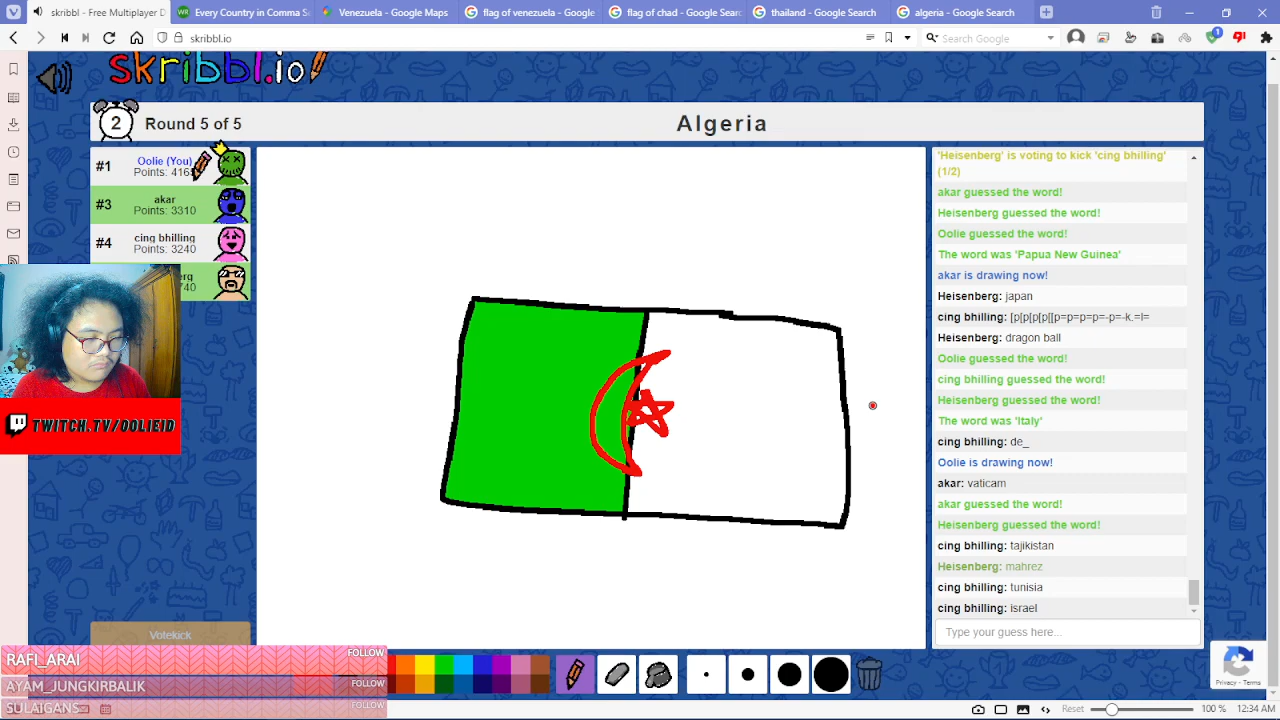 skribbl - Free Multiplayer D
Every Country in Comma S
Venezuela - Google Maps
flag of venezuela - Google
flag of chad - Google Searc
thailand - Google Search
algeria - Google Search
skribbl.io
Search Google
1
skribbl.io
2
Round 5 of 5
Algeria
#1
Oolie (You)
Points: 4165
#3
akar
Points: 3310
#4
cing bhilling
Points: 3240
erg
740
TWITCH.TV/OOLIEID
Votekick
RAFI_ARAI
FOLLOW
AYAM_JUNGKIRBALIK
FOLLOW
SULAIGANS
FOLLOW
'Heisenberg' is voting to kick 'cing bhilling'
(1/2)
akar guessed the word!
Heisenberg guessed the word!
Oolie guessed the word!
The word was 'Papua New Guinea'
akar is drawing now!
Heisenberg: japan
cing bhilling: [p[p[p[p[[p=p=p=p=-p=-k.=l=
Heisenberg: dragon ball
Oolie guessed the word!
cing bhilling guessed the word!
Heisenberg guessed the word!
The word was 'Italy'
cing bhilling: de_
Oolie is drawing now!
akar: vaticam
akar guessed the word!
Heisenberg guessed the word!
cing bhilling: tajikistan
Heisenberg: mahrez
cing bhilling: tunisia
cing bhilling: israel
Type your guess here...
Privacy - Terms
Reset
100 %
12:34 AM